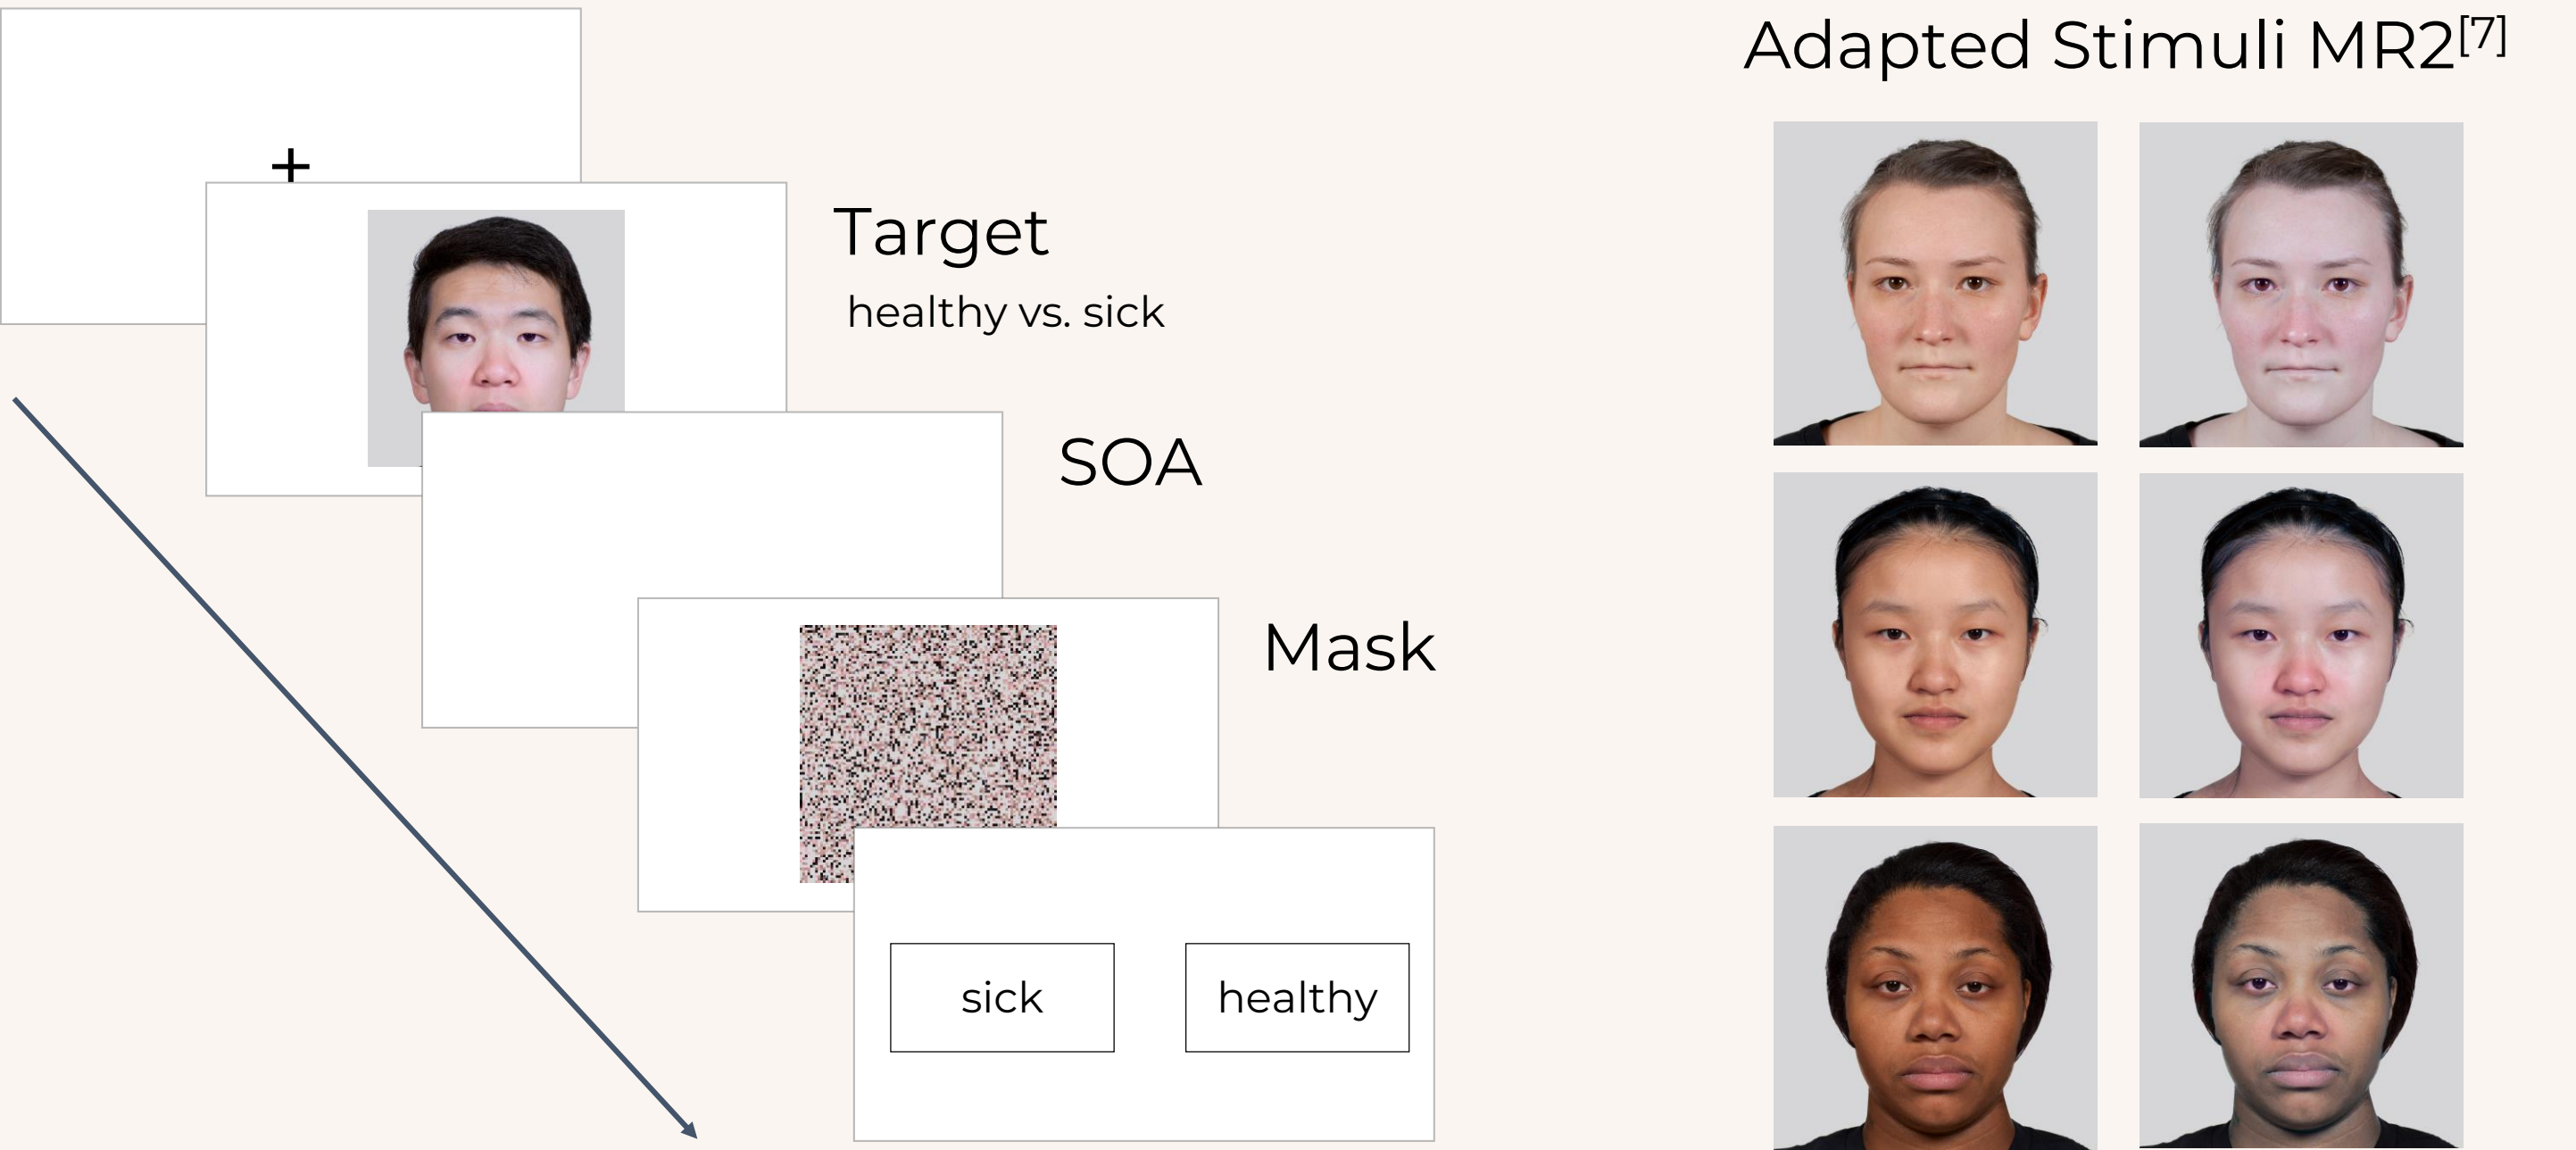 Adapted Stimuli MR2[7]
+
Target
healthy vs. sick
SOA
Mask
sick
healthy